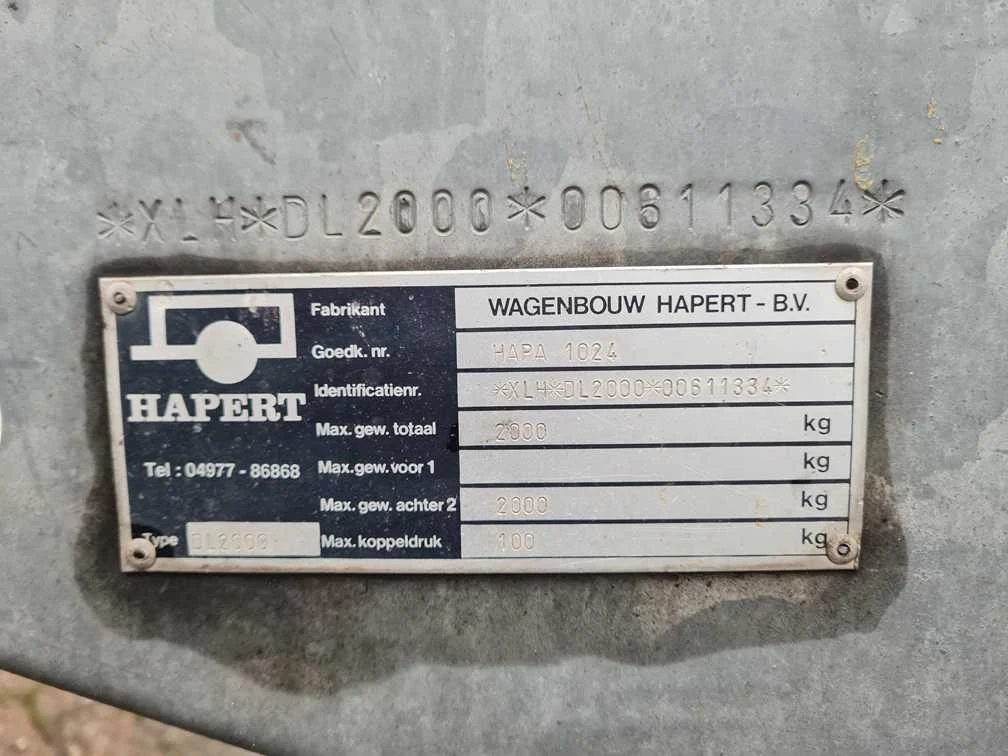 *XLH*DL2000*00611334*
HAPERT
Tel : 04977 - 86868
Type DL2000
Fabrikant WAGENBOUW HAPERT - B.V.
Goedk. nr. HAPA 1024
Identificatienr. *XLH*DL2000*00611334*
Max. gew. totaal 2000 kg
Max. gew. voor 1 kg
Max. gew. achter 2 2000 kg
Max. koppeldruk 100 kg